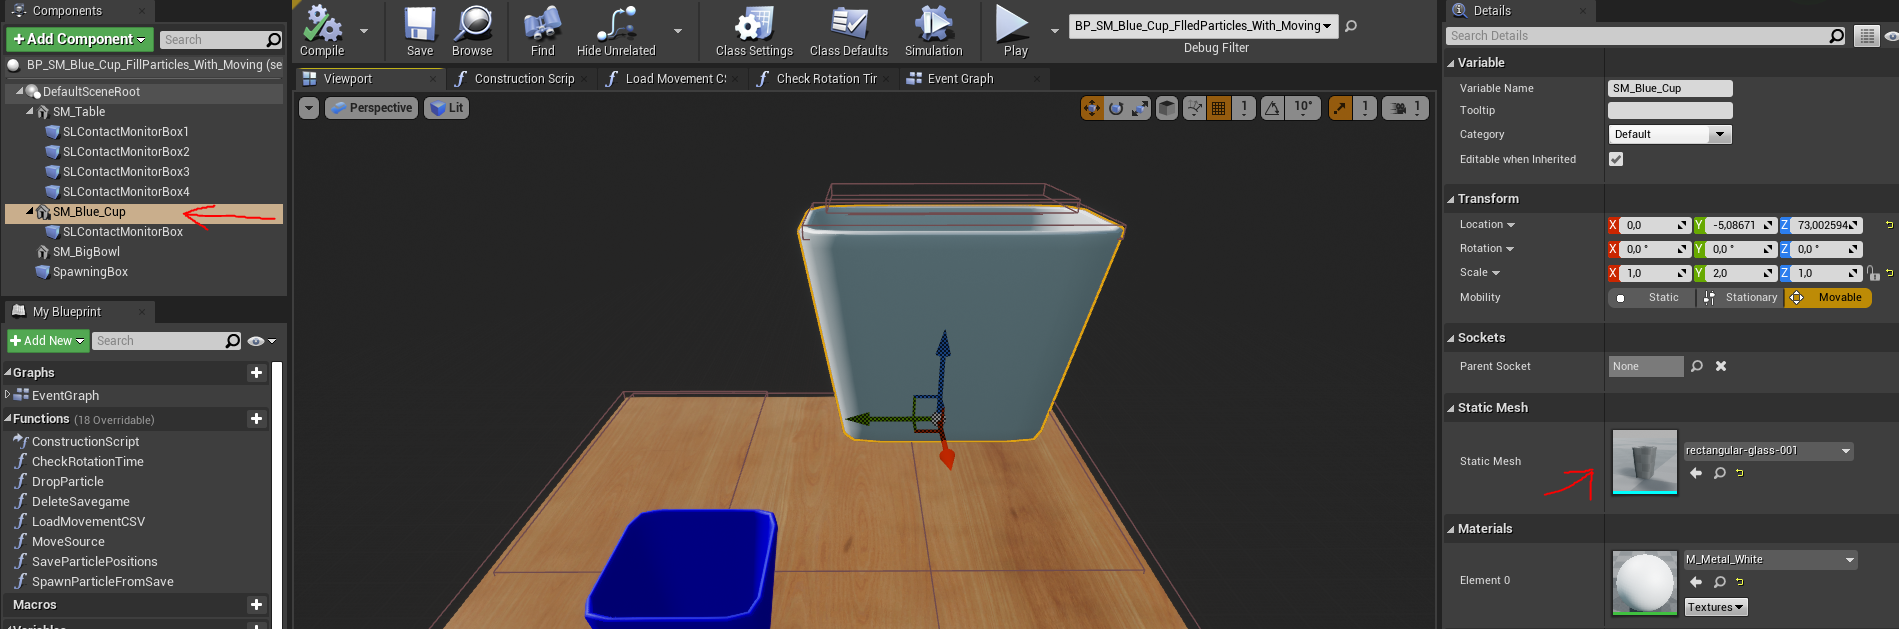 Components
+ Add Component
Search
BP_SM_Blue_Cup_FillParticles_With_Moving (se
DefaultSceneRoot
SM_Table
SLContactMonitorBox1
SLContactMonitorBox2
SLContactMonitorBox3
SLContactMonitorBox4
SM_Blue_Cup
SLContactMonitorBox
SM_BigBowl
SpawningBox
My Blueprint
+ Add New
Search
Graphs
EventGraph
Functions (18 Overridable)
ConstructionScript
CheckRotationTime
DropParticle
DeleteSavegame
LoadMovementCSV
MoveSource
SaveParticlePositions
SpawnParticleFromSave
Macros
Variables
Compile
Save
Browse
Find
Hide Unrelated
Class Settings
Class Defaults
Simulation
Play
BP_SM_Blue_Cup_FIledParticles_With_Moving
Debug Filter
Viewport
Construction Scrip
Load Movement C
Check Rotation Tir
Event Graph
Perspective
Lit
1
10°
1
1
Details
Search Details
Variable
Variable Name SM_Blue_Cup
Tooltip
Category Default
Editable when Inherited
Transform
Location X 0,0 Y -5,08671 Z 73,002594
Rotation X 0,0 ° Y 0,0 ° Z 0,0 °
Scale X 1,0 Y 2,0 Z 1,0
Mobility Static Stationary Movable
Sockets
Parent Socket None
Static Mesh
Static Mesh rectangular-glass-001
Materials
Element 0 M_Metal_White
Textures